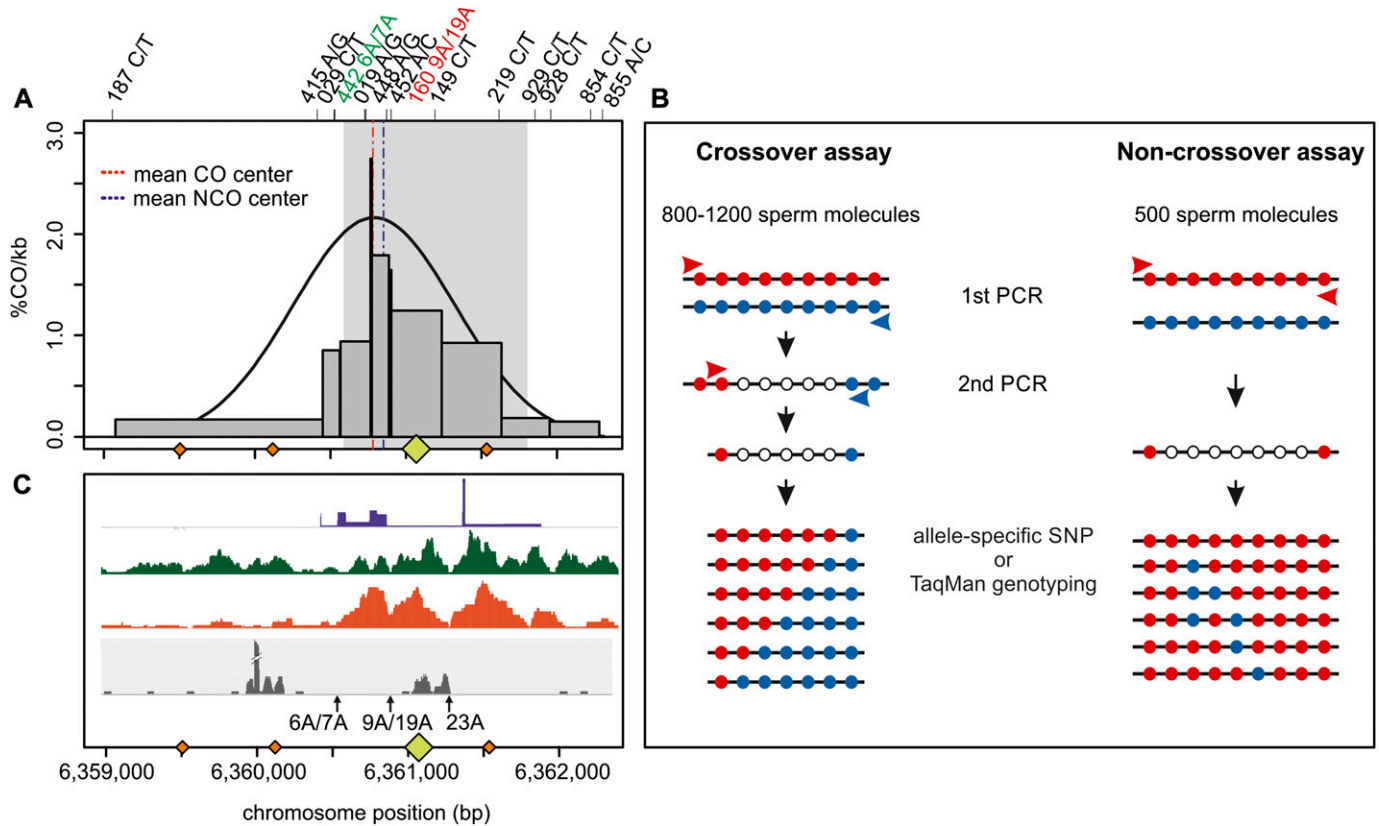 A
187 C/T
415 A/G
029 C/T
442 6A/7A
019 A/G
448 A/G
452 A/C
160 9A/19A
149 C/T
219 C/T
929 C/T
928 C/T
854 C/T
855 A/C
%CO/kb
3.0
2.0
1.0
0.0
mean CO center
mean NCO center
B
Crossover assay
Non-crossover assay
800-1200 sperm molecules
500 sperm molecules
1st PCR
2nd PCR
allele-specific SNP
or
TaqMan genotyping
C
6A/7A
9A/19A
23A
6,359,000
6,360,000
6,361,000
6,362,000
chromosome position (bp)